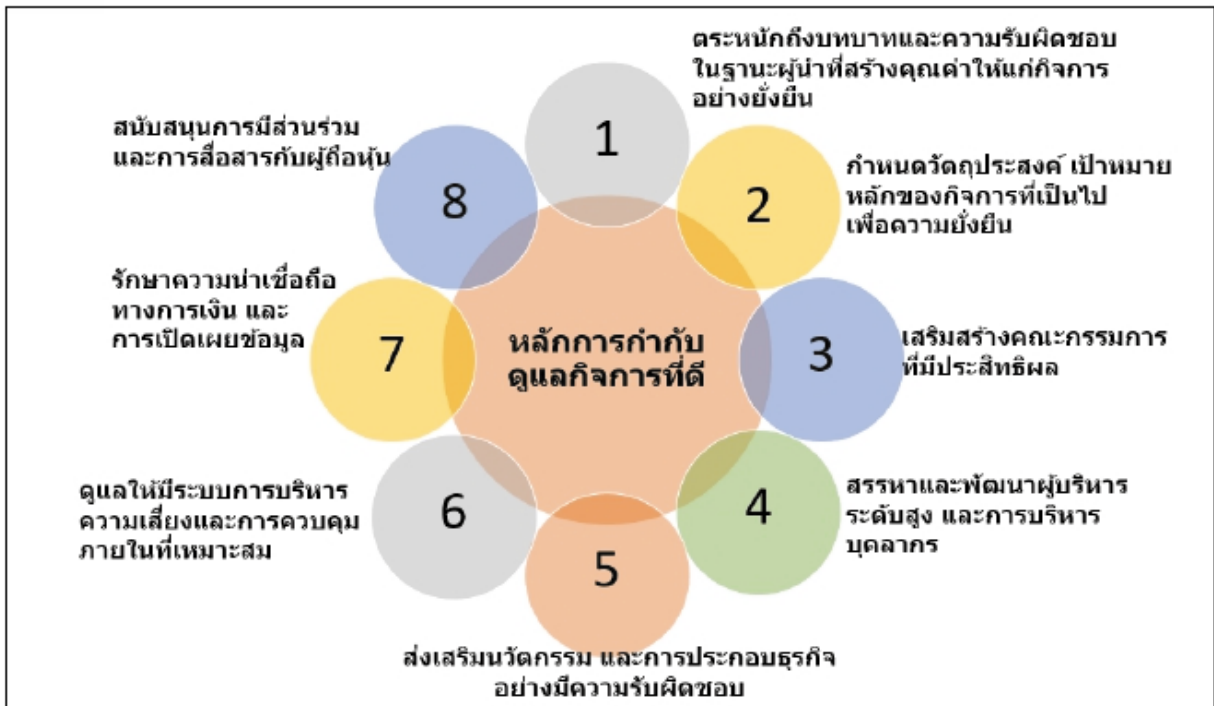 1
ตระหนักถึงบทบาทและความรับผิดชอบ
ในฐานะผู้นำที่สร้างคุณค่าให้แก่กิจการ
อย่างยั่งยืน
2
กำหนดวัตถุประสงค์ เป้าหมาย
หลักของกิจการที่เป็นไป
เพื่อความยั่งยืน
3
เสริมสร้างคณะกรรมการ
ที่มีประสิทธิผล
4
สรรหาและพัฒนาผู้บริหาร
ระดับสูง และการบริหาร
บุคลากร
5
ส่งเสริมนวัตกรรม และการประกอบธุรกิจ
อย่างมีความรับผิดชอบ
6
ดูแลให้มีระบบการบริหาร
ความเสี่ยงและการควบคุม
ภายในที่เหมาะสม
7
รักษาความน่าเชื่อถือ
ทางการเงิน และ
การเปิดเผยข้อมูล
8
สนับสนุนการมีส่วนร่วม
และการสื่อสารกับผู้ถือหุ้น
หลักการกำกับ
ดูแลกิจการที่ดี